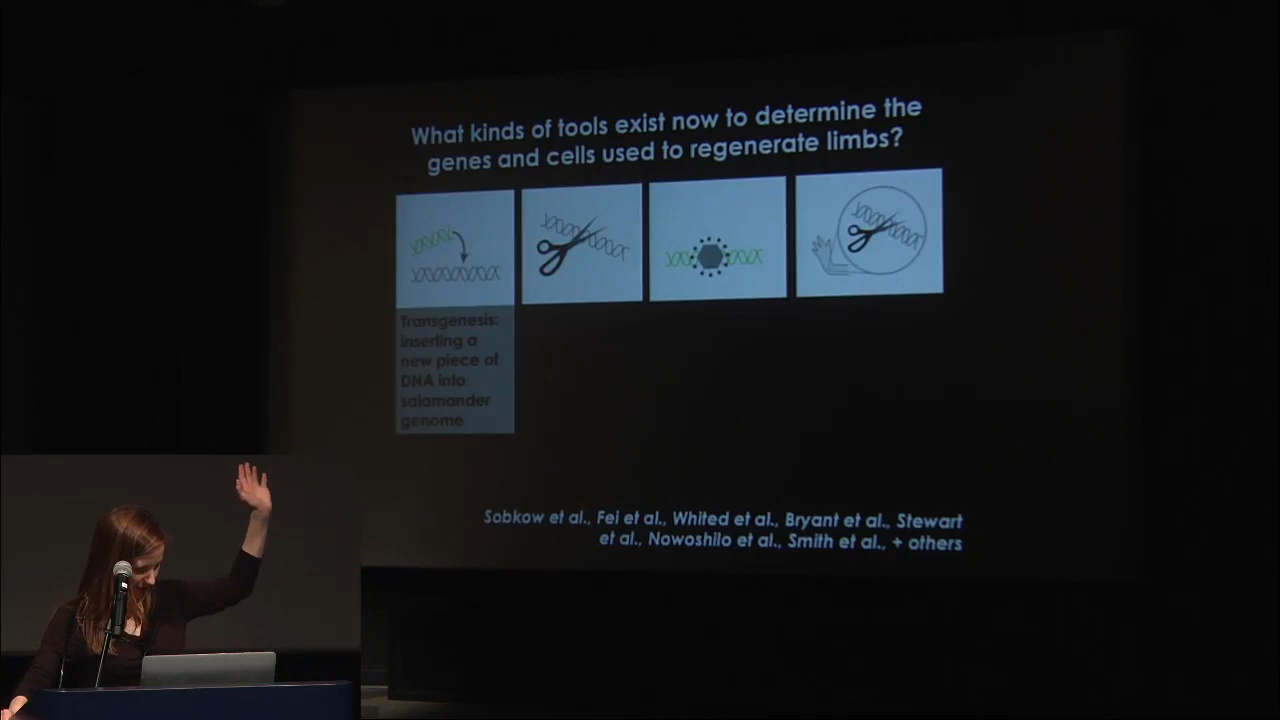 What kinds of tools exist now to determine the
genes and cells used to regenerate limbs?
Transgenesis:
inserting a
new piece of
DNA into
salamander
genome
Sobkow et al., Fei et al., Whited et al., Bryant et al., Stewart
et al., Nowoshilo et al., Smith et al., + others